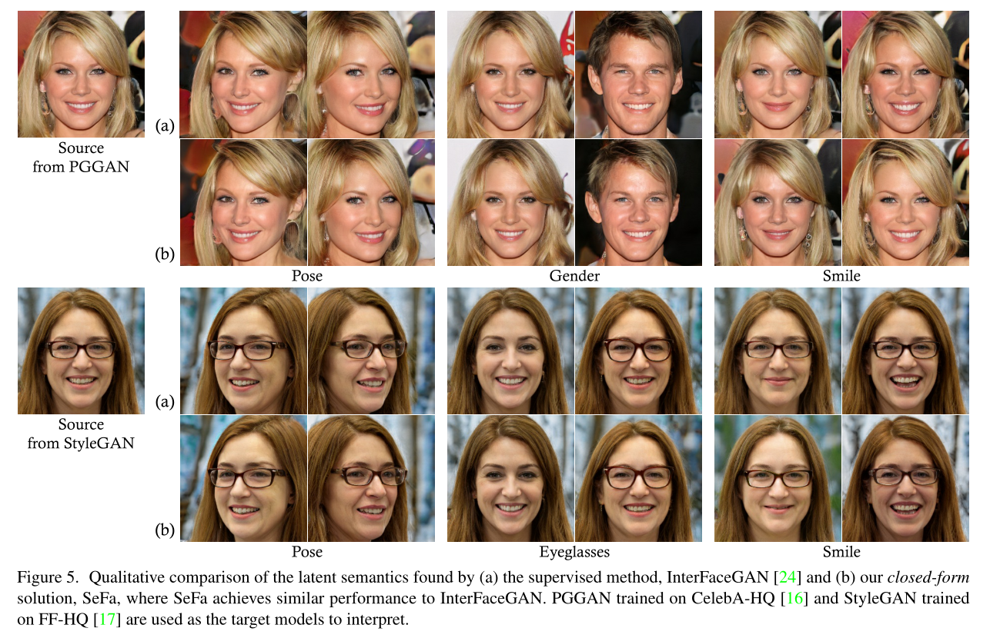 (a)
Source
from PGGAN
(b)
Pose
Gender
Smile
(a)
Source
from StyleGAN
(b)
Pose
Eyeglasses
Smile
Figure 5. Qualitative comparison of the latent semantics found by (a) the supervised method, InterFaceGAN [24] and (b) our closed-form
solution, SeFa, where SeFa achieves similar performance to InterFaceGAN. PGGAN trained on CelebA-HQ [16] and StyleGAN trained
on FF-HQ [17] are used as the target models to interpret.